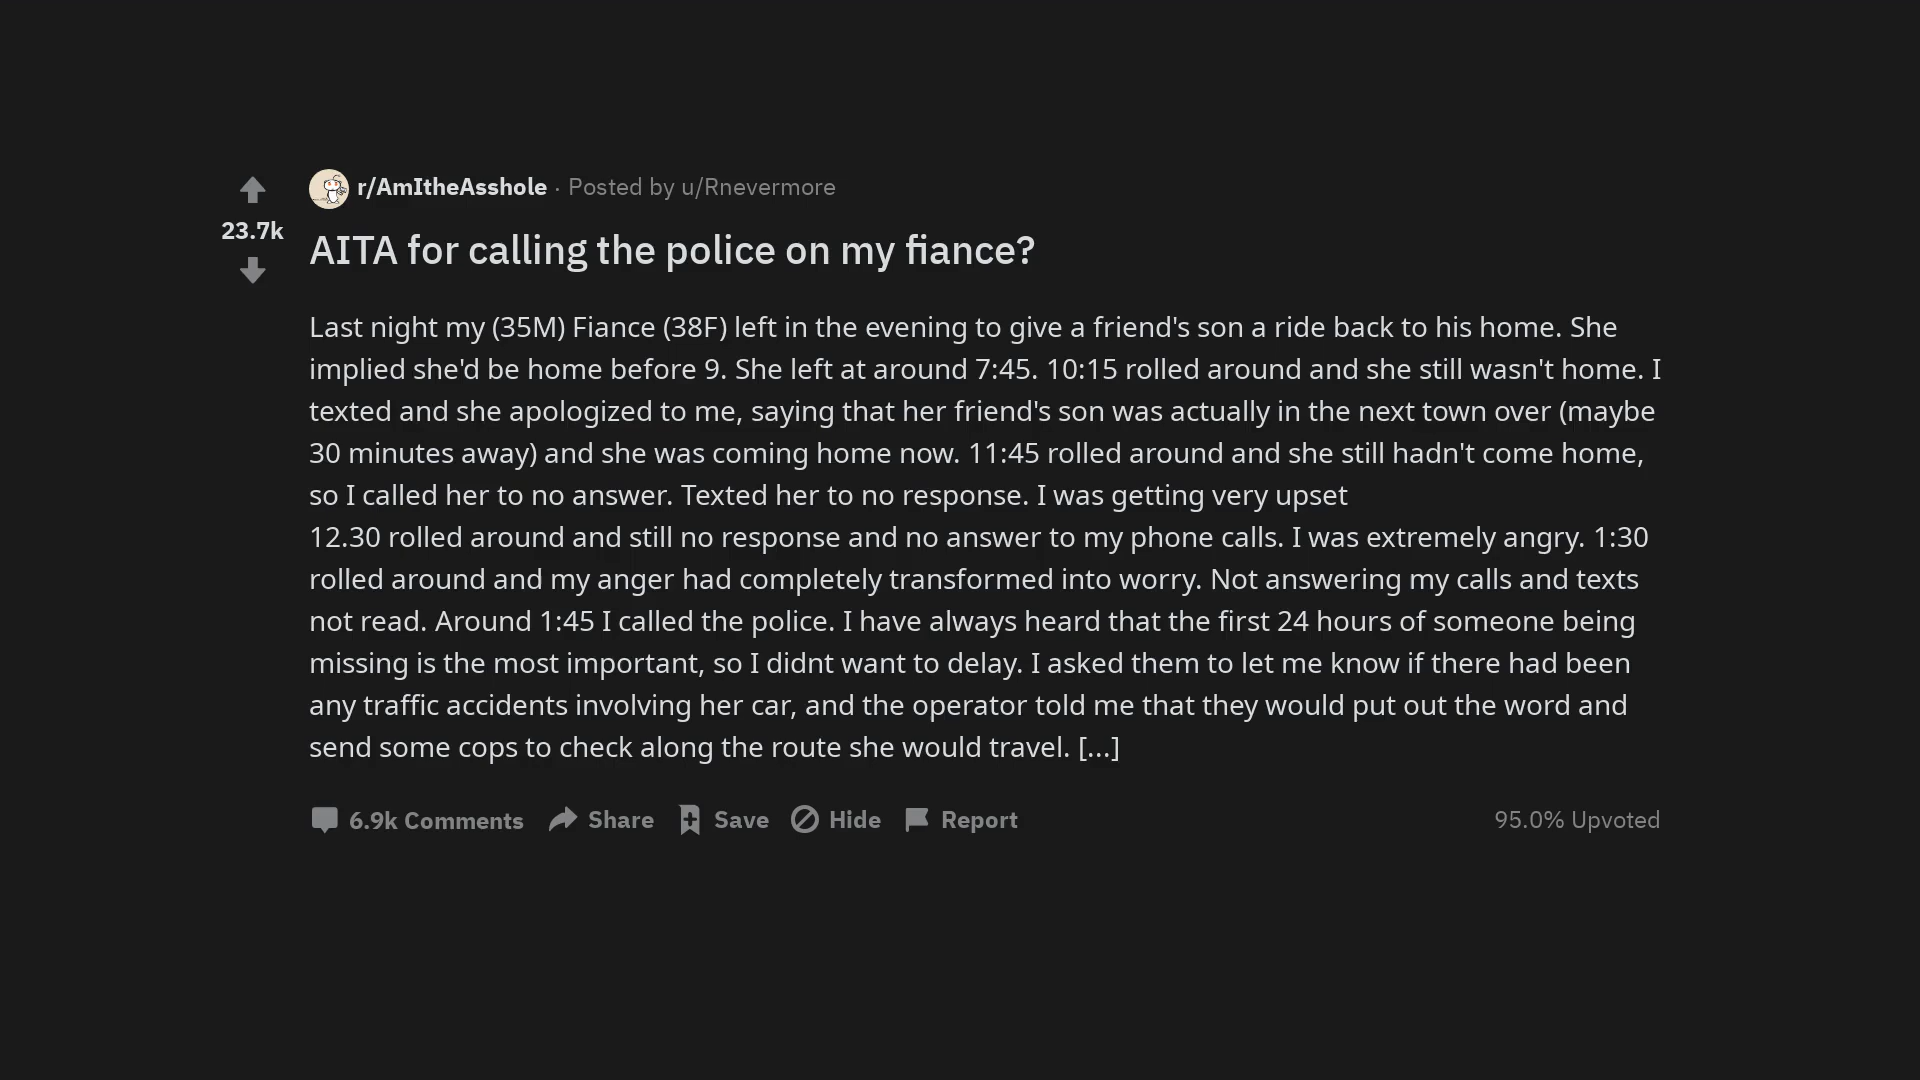 r/AmItheAsshole · Posted by u/Rnevermore
23.7k
AITA for calling the police on my fiance?
Last night my (35M) Fiance (38F) left in the evening to give a friend's son a ride back to his home. She
implied she'd be home before 9. She left at around 7:45. 10:15 rolled around and she still wasn't home. I
texted and she apologized to me, saying that her friend's son was actually in the next town over (maybe
30 minutes away) and she was coming home now. 11:45 rolled around and she still hadn't come home,
so I called her to no answer. Texted her to no response. I was getting very upset
12.30 rolled around and still no response and no answer to my phone calls. I was extremely angry. 1:30
rolled around and my anger had completely transformed into worry. Not answering my calls and texts
not read. Around 1:45 I called the police. I have always heard that the first 24 hours of someone being
missing is the most important, so I didnt want to delay. I asked them to let me know if there had been
any traffic accidents involving her car, and the operator told me that they would put out the word and
send some cops to check along the route she would travel. [...]
6.9k Comments Share Save Hide Report 95.0% Upvoted